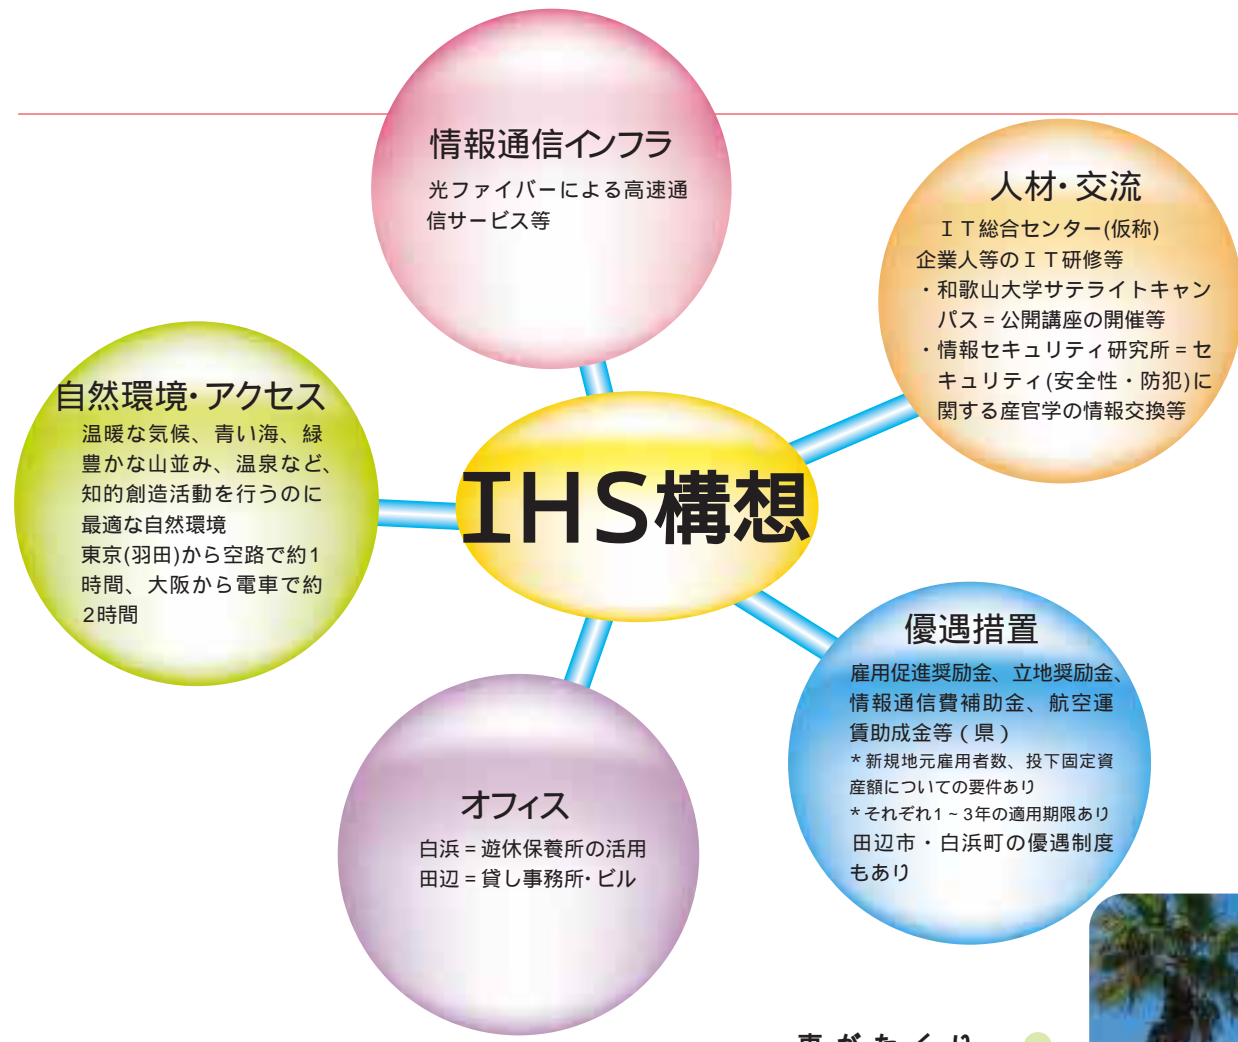 情報通信インフラ
光ファイバーによる高速通
信サービス等
人材・交流
ＩＴ総合センター(仮称)
企業人等のＩＴ研修等
・和歌山大学サテライトキャン
パス＝公開講座の開催等
・情報セキュリティ研究所＝セ
キュリティ(安全性・防犯)に
関する産官学の情報交換等
自然環境・アクセス
温暖な気候、青い海、緑
豊かな山並み、温泉など、
知的創造活動を行うのに
最適な自然環境
東京(羽田)から空路で約1
時間、大阪から電車で約
2時間
ＩＨＳ構想
優遇措置
雇用促進奨励金、立地奨励金、
情報通信費補助金、航空運
賃助成金等（県）
*新規地元雇用者数、投下固定資
産額についての要件あり
*それぞれ1~3年の適用期限あり
田辺市・白浜町の優遇制度
もあり
オフィス
白浜＝遊休保養所の活用
田辺＝貸し事務所・ビル